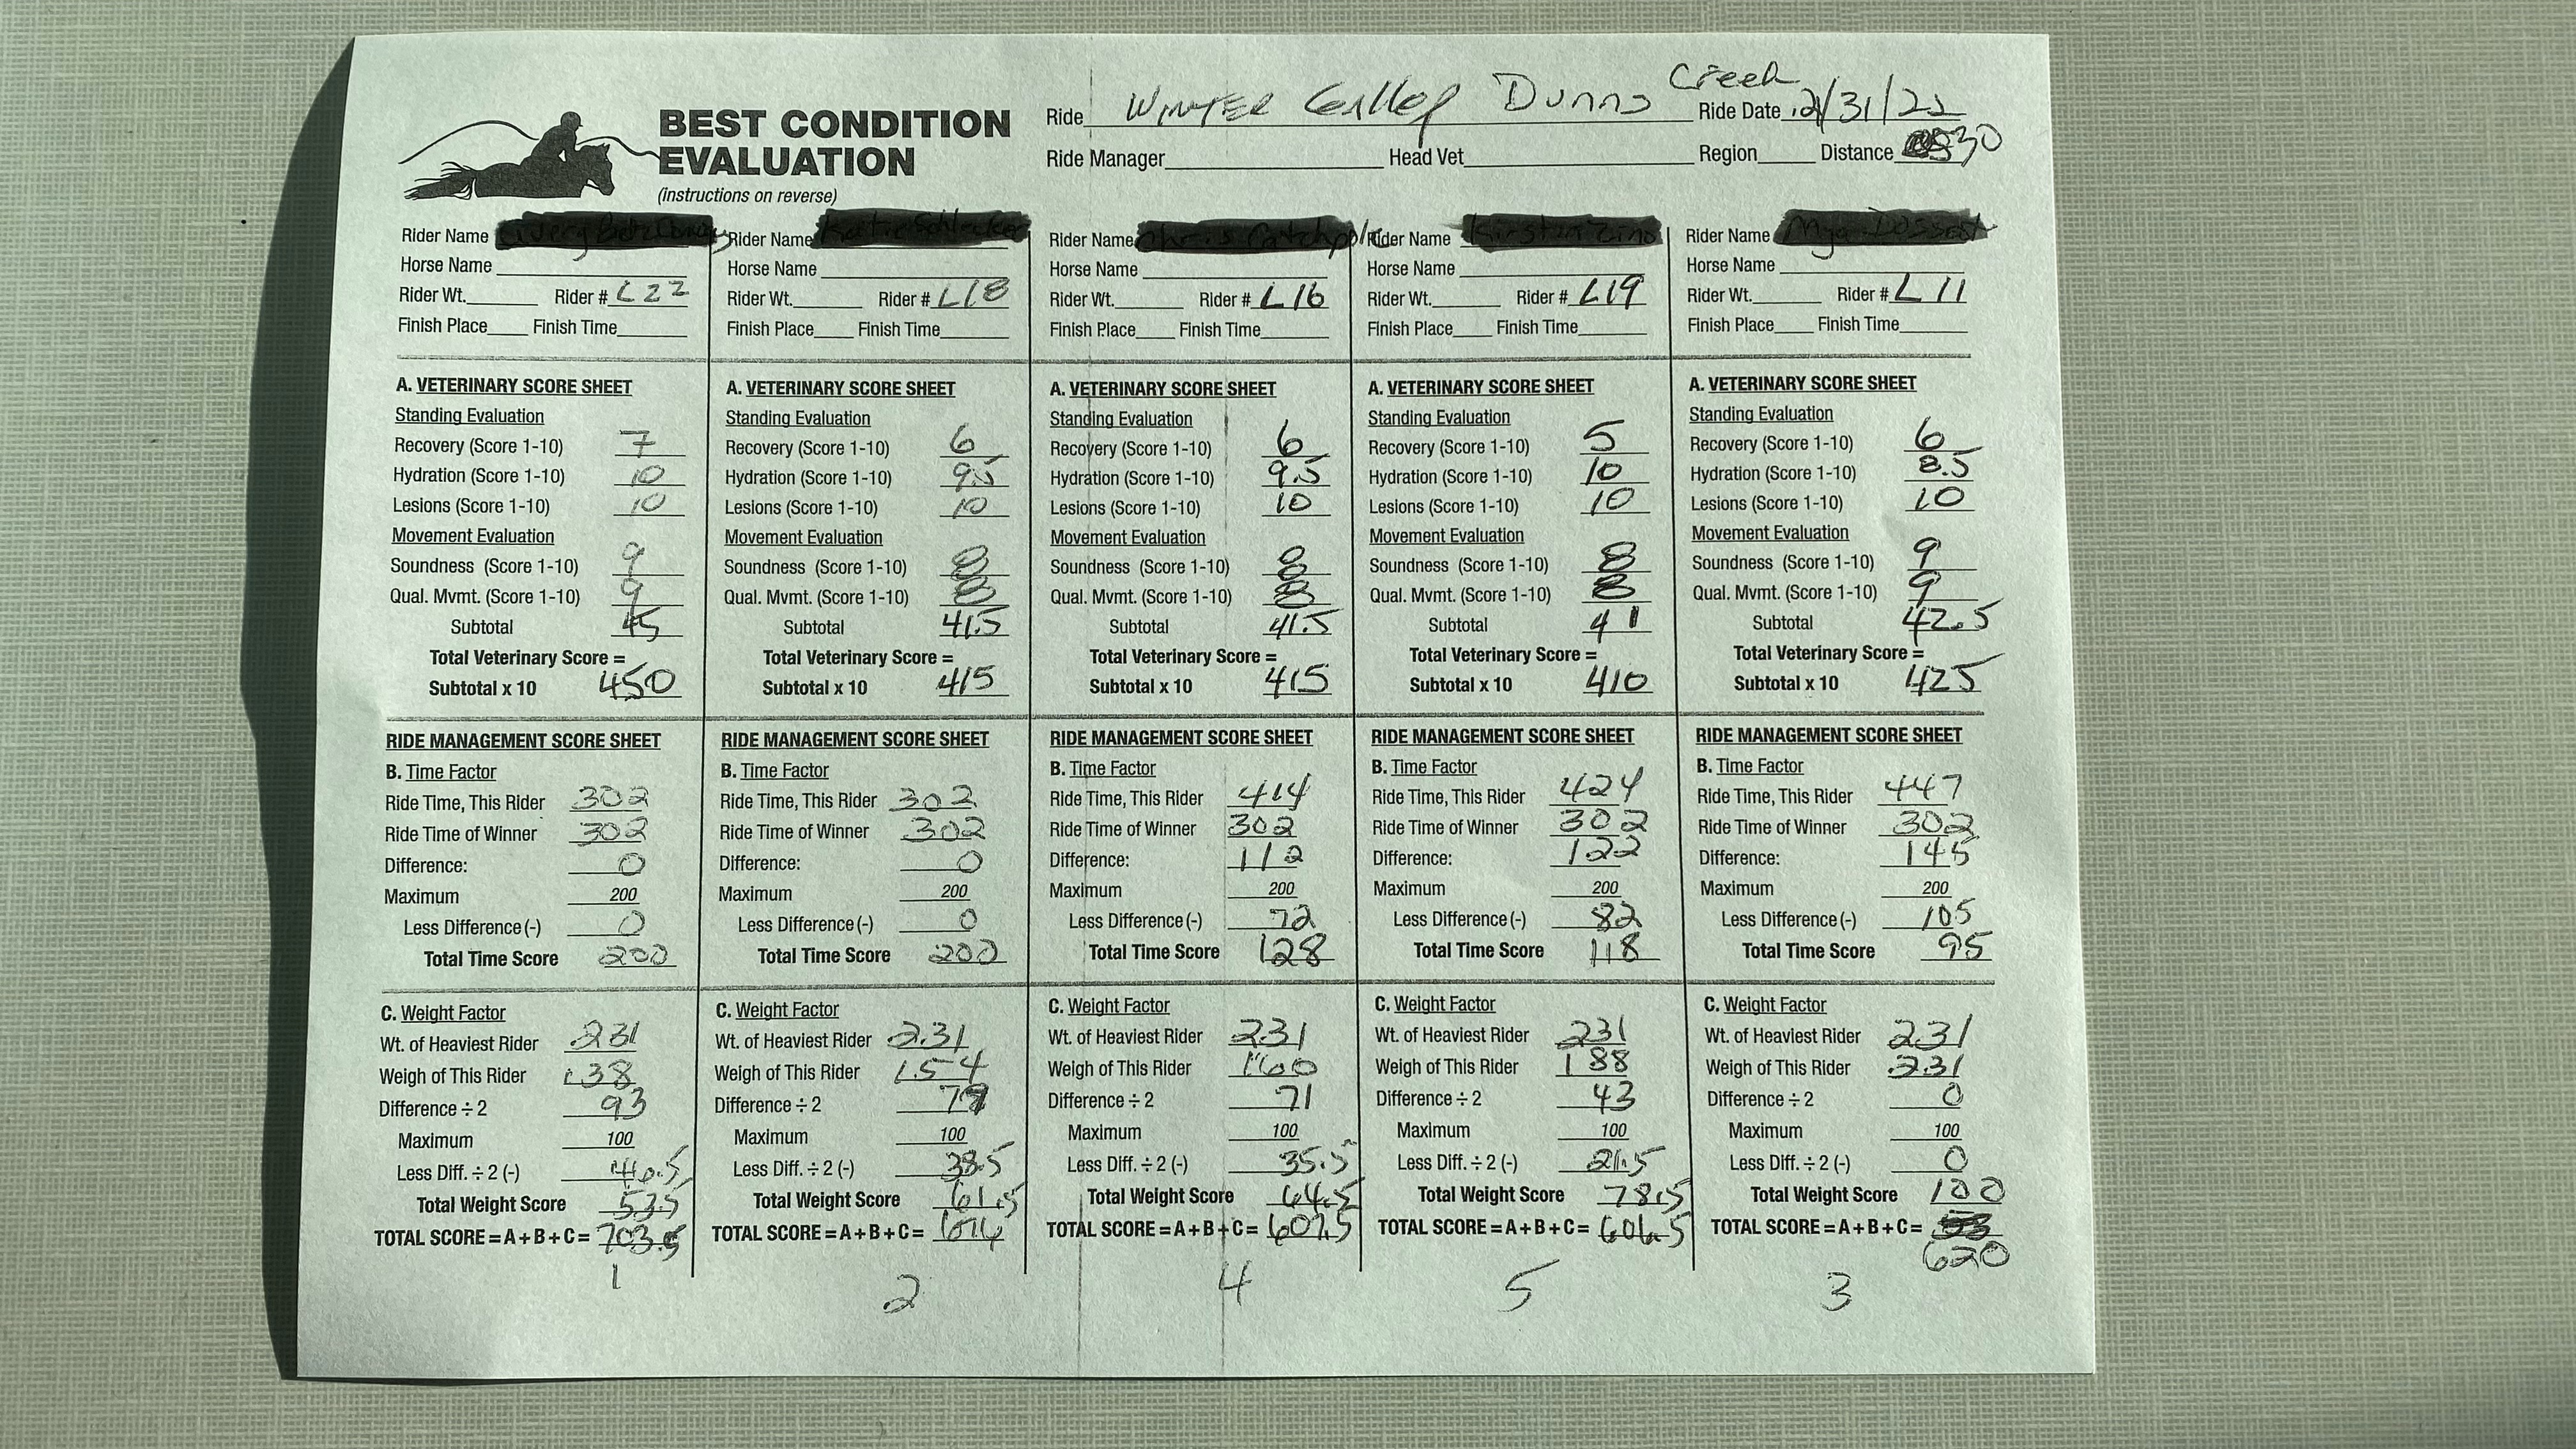 BEST CONDITION
EVALUATION
(instructions on reverse)
Ride WINTER Gallop Dunns Creek Ride Date 12/31/22
Ride Manager Head Vet Region Distance 30
Rider Name
Horse Name
Rider Wt. Rider # L22
Finish Place Finish Time
A. VETERINARY SCORE SHEET
Standing Evaluation
Recovery (Score 1-10) 7
Hydration (Score 1-10) 10
Lesions (Score 1-10) 10
Movement Evaluation
Soundness (Score 1-10) 9
Qual. Mvmt. (Score 1-10) 9
Subtotal 45
Total Veterinary Score =
Subtotal x 10 450
RIDE MANAGEMENT SCORE SHEET
B. Time Factor
Ride Time, This Rider 302
Ride Time of Winner 302
Difference: 0
Maximum 200
Less Difference (-) 0
Total Time Score 200
C. Weight Factor
Wt. of Heaviest Rider 231
Weigh of This Rider 138
Difference ÷ 2 93
Maximum 100
Less Diff. ÷ 2 (-) 46.5
Total Weight Score 53.5
TOTAL SCORE = A + B + C = 703.5
1
Rider Name
Horse Name
Rider Wt. Rider # L18
Finish Place Finish Time
A. VETERINARY SCORE SHEET
Standing Evaluation
Recovery (Score 1-10) 6
Hydration (Score 1-10) 9.5
Lesions (Score 1-10) 10
Movement Evaluation
Soundness (Score 1-10) 8
Qual. Mvmt. (Score 1-10) 8
Subtotal 41.5
Total Veterinary Score =
Subtotal x 10 415
RIDE MANAGEMENT SCORE SHEET
B. Time Factor
Ride Time, This Rider 302
Ride Time of Winner 302
Difference: 0
Maximum 200
Less Difference (-) 0
Total Time Score 200
C. Weight Factor
Wt. of Heaviest Rider 231
Weigh of This Rider 154
Difference ÷ 2 77
Maximum 100
Less Diff. ÷ 2 (-) 38.5
Total Weight Score 61.5
TOTAL SCORE = A + B + C =
2
Rider Name
Horse Name
Rider Wt. Rider # L16
Finish Place Finish Time
A. VETERINARY SCORE SHEET
Standing Evaluation
Recovery (Score 1-10) 6
Hydration (Score 1-10) 9.5
Lesions (Score 1-10) 10
Movement Evaluation
Soundness (Score 1-10) 8
Qual. Mvmt. (Score 1-10) 8
Subtotal 41.5
Total Veterinary Score =
Subtotal x 10 415
RIDE MANAGEMENT SCORE SHEET
B. Time Factor
Ride Time, This Rider 414
Ride Time of Winner 302
Difference: 112
Maximum 200
Less Difference (-) 72
Total Time Score 128
C. Weight Factor
Wt. of Heaviest Rider 231
Weigh of This Rider 160
Difference ÷ 2 71
Maximum 100
Less Diff. ÷ 2 (-) 35.5
Total Weight Score 64.5
TOTAL SCORE = A + B + C = 607.5
4
Rider Name
Horse Name
Rider Wt. Rider # L19
Finish Place Finish Time
A. VETERINARY SCORE SHEET
Standing Evaluation
Recovery (Score 1-10) 5
Hydration (Score 1-10) 10
Lesions (Score 1-10) 10
Movement Evaluation
Soundness (Score 1-10) 8
Qual. Mvmt. (Score 1-10) 8
Subtotal 41
Total Veterinary Score =
Subtotal x 10 410
RIDE MANAGEMENT SCORE SHEET
B. Time Factor
Ride Time, This Rider 424
Ride Time of Winner 302
Difference: 122
Maximum 200
Less Difference (-) 82
Total Time Score 118
C. Weight Factor
Wt. of Heaviest Rider 231
Weigh of This Rider 188
Difference ÷ 2 43
Maximum 100
Less Diff. ÷ 2 (-) 21.5
Total Weight Score 78.5
TOTAL SCORE = A + B + C = 606.5
5
Rider Name
Horse Name
Rider Wt. Rider # L11
Finish Place Finish Time
A. VETERINARY SCORE SHEET
Standing Evaluation
Recovery (Score 1-10) 6
Hydration (Score 1-10) 8.5
Lesions (Score 1-10) 10
Movement Evaluation
Soundness (Score 1-10) 9
Qual. Mvmt. (Score 1-10) 9
Subtotal 42.5
Total Veterinary Score =
Subtotal x 10 425
RIDE MANAGEMENT SCORE SHEET
B. Time Factor
Ride Time, This Rider 447
Ride Time of Winner 302
Difference: 145
Maximum 200
Less Difference (-) 105
Total Time Score 95
C. Weight Factor
Wt. of Heaviest Rider 231
Weigh of This Rider 231
Difference ÷ 2 0
Maximum 100
Less Diff. ÷ 2 (-) 0
Total Weight Score 100
TOTAL SCORE = A + B + C =
620
3